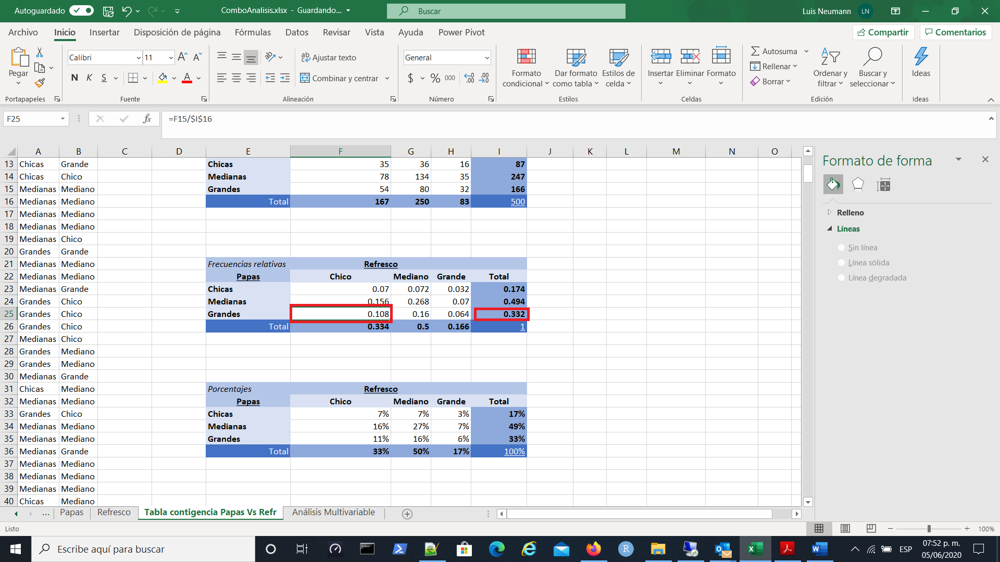 Autoguardado ComboAnalisis.xlsx - Guardando... Buscar Luis Neumann LN
Archivo Inicio Insertar Disposición de página Fórmulas Datos Revisar Vista Ayuda Power Pivot Compartir Comentarios
Pegar
Portapapeles
Calibri 11 A A
N K S A
Fuente
ab Ajustar texto
Combinar y centrar
Alineación
General
$ % 000
Número
Formato condicional
Dar formato como tabla
Estilos de celda
Estilos
Insertar Eliminar Formato
Celdas
Autosuma
Rellenar
Borrar
Ordenar y filtrar
Buscar y seleccionar
Edición
Ideas
Ideas
F25 fx =F15/$I$16
A B C D E F G H I J K L M N O
13 Chicas Grande Chicas 35 36 16 87
14 Chicas Chico Medianas 78 134 35 247
15 Medianas Mediano Grandes 54 80 32 166
16 Medianas Mediano Total 167 250 83 500
17 Medianas Mediano
18 Medianas Mediano
19 Medianas Chico
20 Grandes Grande
21 Medianas Mediano Frecuencias relativas Refresco
22 Medianas Mediano Papas Chico Mediano Grande Total
23 Medianas Grande Chicas 0.07 0.072 0.032 0.174
24 Grandes Chico Medianas 0.156 0.268 0.07 0.494
25 Grandes Chico Grandes 0.108 0.16 0.064 0.332
26 Grandes Chico Total 0.334 0.5 0.166 1
27 Medianas Chico
28 Grandes Mediano
29 Grandes Mediano
30 Medianas Grande
31 Chicas Mediano Porcentajes Refresco
32 Medianas Mediano Papas Chico Mediano Grande Total
33 Grandes Chico Chicas 7% 7% 3% 17%
34 Medianas Mediano Medianas 16% 27% 7% 49%
35 Medianas Mediano Grandes 11% 16% 6% 33%
36 Medianas Grande Total 33% 50% 17% 100%
37 Medianas Mediano
38 Medianas Mediano
39 Medianas Mediano
40 Chicas Mediano
Formato de forma
Relleno
Líneas
Sin línea
Línea sólida
Línea degradada
... Papas Refresco Tabla contigencia Papas Vs Refr Análisis Multivariable
Listo 100%
Escribe aquí para buscar
ESP
07:52 p. m.
05/06/2020